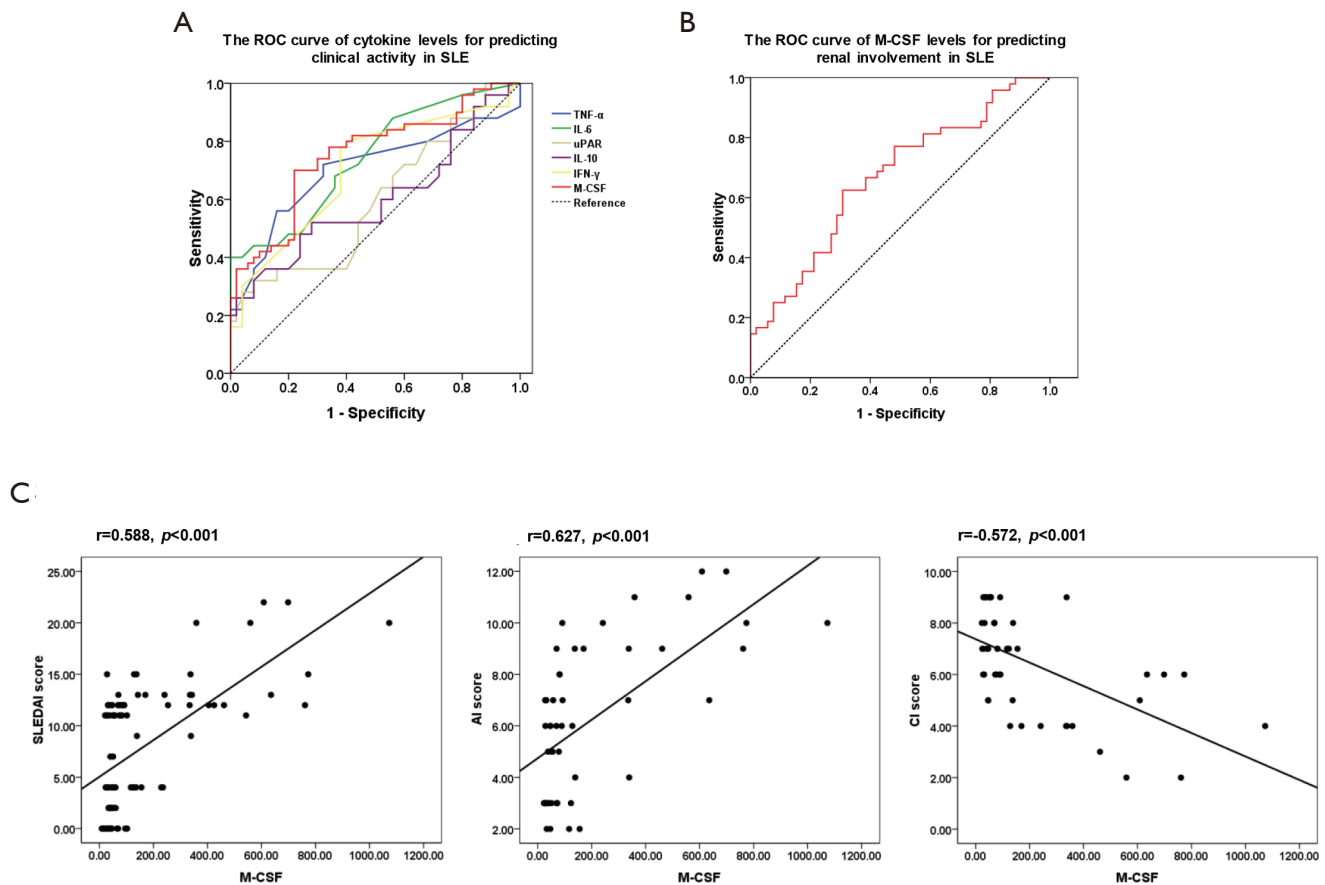 A
The ROC curve of cytokine levels for predicting
clinical activity in SLE
1.0
0.8
0.6
0.4
0.2
0.0
Sensitivity
0.0 0.2 0.4 0.6 0.8 1.0
1 - Specificity
TNF-α
IL-6
uPAR
IL-10
IFN-γ
M-CSF
Reference
B
The ROC curve of M-CSF levels for predicting
renal involvement in SLE
1.0
0.8
0.6
0.4
0.2
0.0
Sensitivity
0.0 0.2 0.4 0.6 0.8 1.0
1 - Specificity
C
r=0.588, p<0.001
25.00
20.00
15.00
10.00
5.00
0.00
SLEDAI score
0.00 200.00 400.00 600.00 800.00 1000.00 1200.00
M-CSF
r=0.627, p<0.001
12.00
10.00
8.00
6.00
4.00
2.00
AI score
0.00 200.00 400.00 600.00 800.00 1000.00 1200.00
M-CSF
r=-0.572, p<0.001
10.00
8.00
6.00
4.00
2.00
0.00
CI score
0.00 200.00 400.00 600.00 800.00 1000.00 1200.00
M-CSF